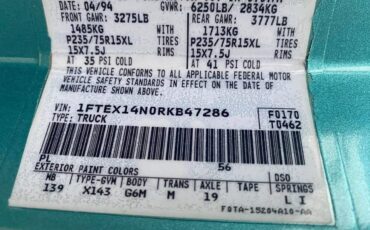 DATE: 04/94 GVWR: 6250LB/ 2834KG
FRONT GAWR: 3275LB 3777LB
1485KG WITH 1713KG WITH
P235/75R15XL TIRES P235/75R15XL TIRES
15X7.5J RIMS 15X7.5J RIMS
AT 35 PSI COLD AT 41 PSI COLD
THIS VEHICLE CONFORMS TO ALL APPLICABLE FEDERAL MOTOR
VEHICLE SAFETY STANDARDS IN EFFECT ON THE DATE OF
MANUFACTURE SHOWN ABOVE.
VIN: 1FTEX14N0RKB47286 F0170
TYPE: TRUCK T0462
PL 56
EXTERIOR PAINT COLORS DSO
WB TYPE-GVM BODY TRANS AXLE TAPE SPRINGS
139 X143 G6M M 19 L I
F0TA-15204A10-AA